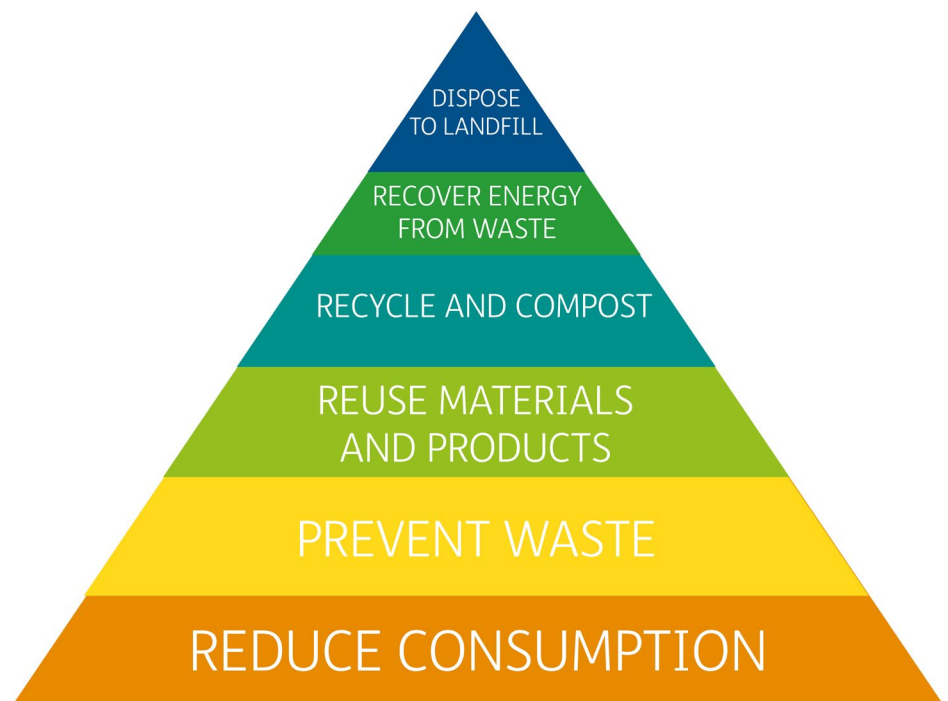 DISPOSE
TO LANDFILL
RECOVER ENERGY
FROM WASTE
RECYCLE AND COMPOST
REUSE MATERIALS
AND PRODUCTS
PREVENT WASTE
REDUCE CONSUMPTION